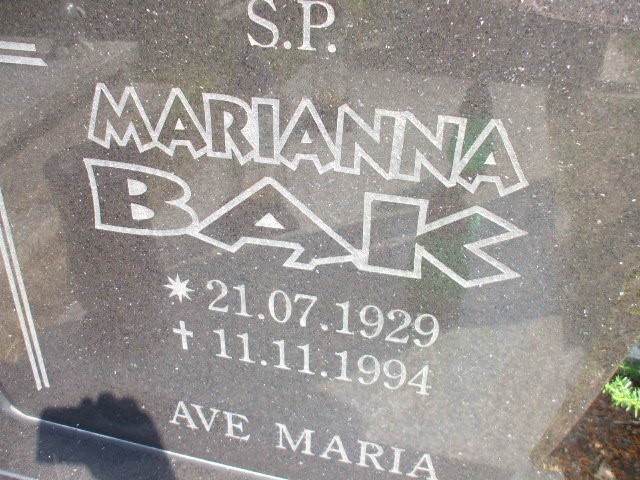 S.P.
MARIANNA
BAK
* 21.07.1929
† 11.11.1994
AVE MARIA